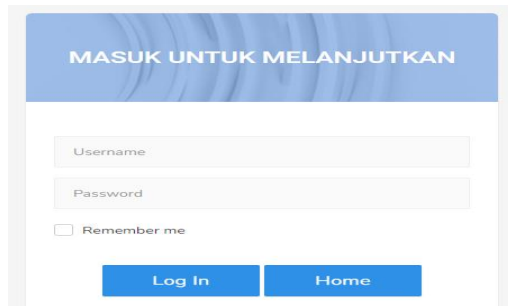 MASUK UNTUK MELANJUTKAN
Username
Password
Remember me
Log In
Home